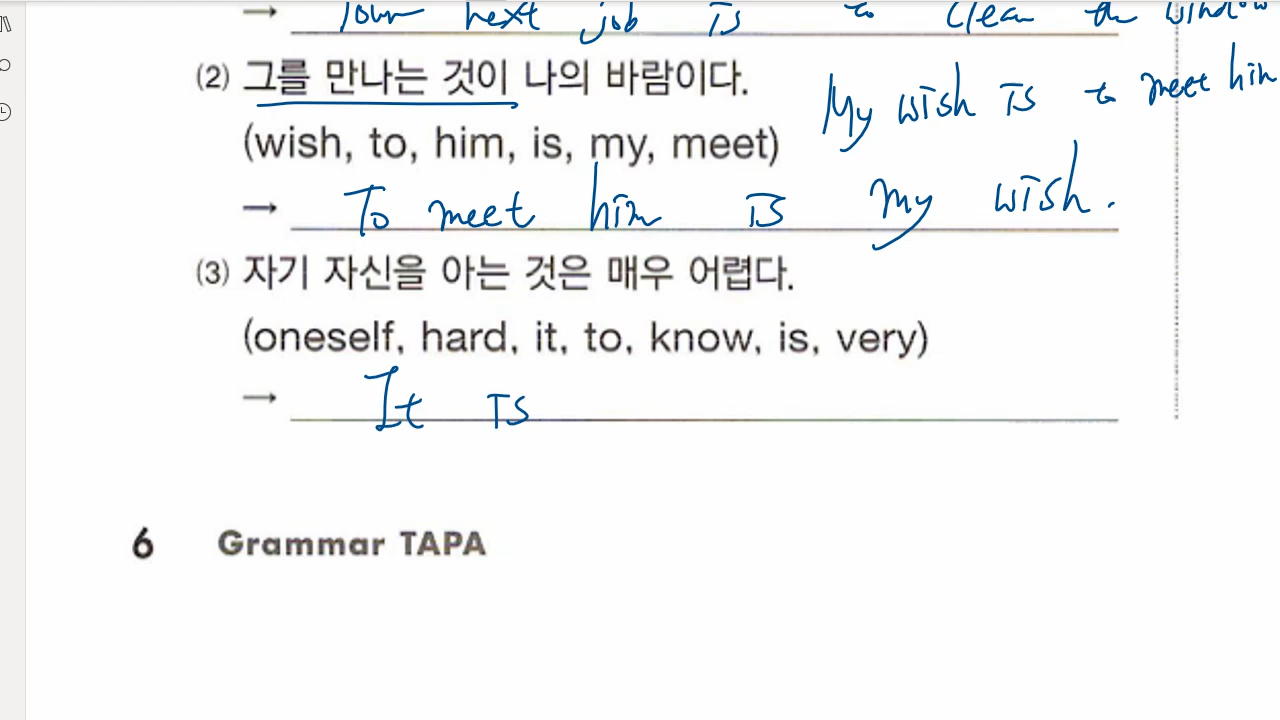 → Your next job is to clean the window
(2) 그를 만나는 것이 나의 바람이다.
My wish is to meet him
(wish, to, him, is, my, meet)
→ To meet him is my wish.
(3) 자기 자신을 아는 것은 매우 어렵다.
(oneself, hard, it, to, know, is, very)
→ It is
6 Grammar TAPA